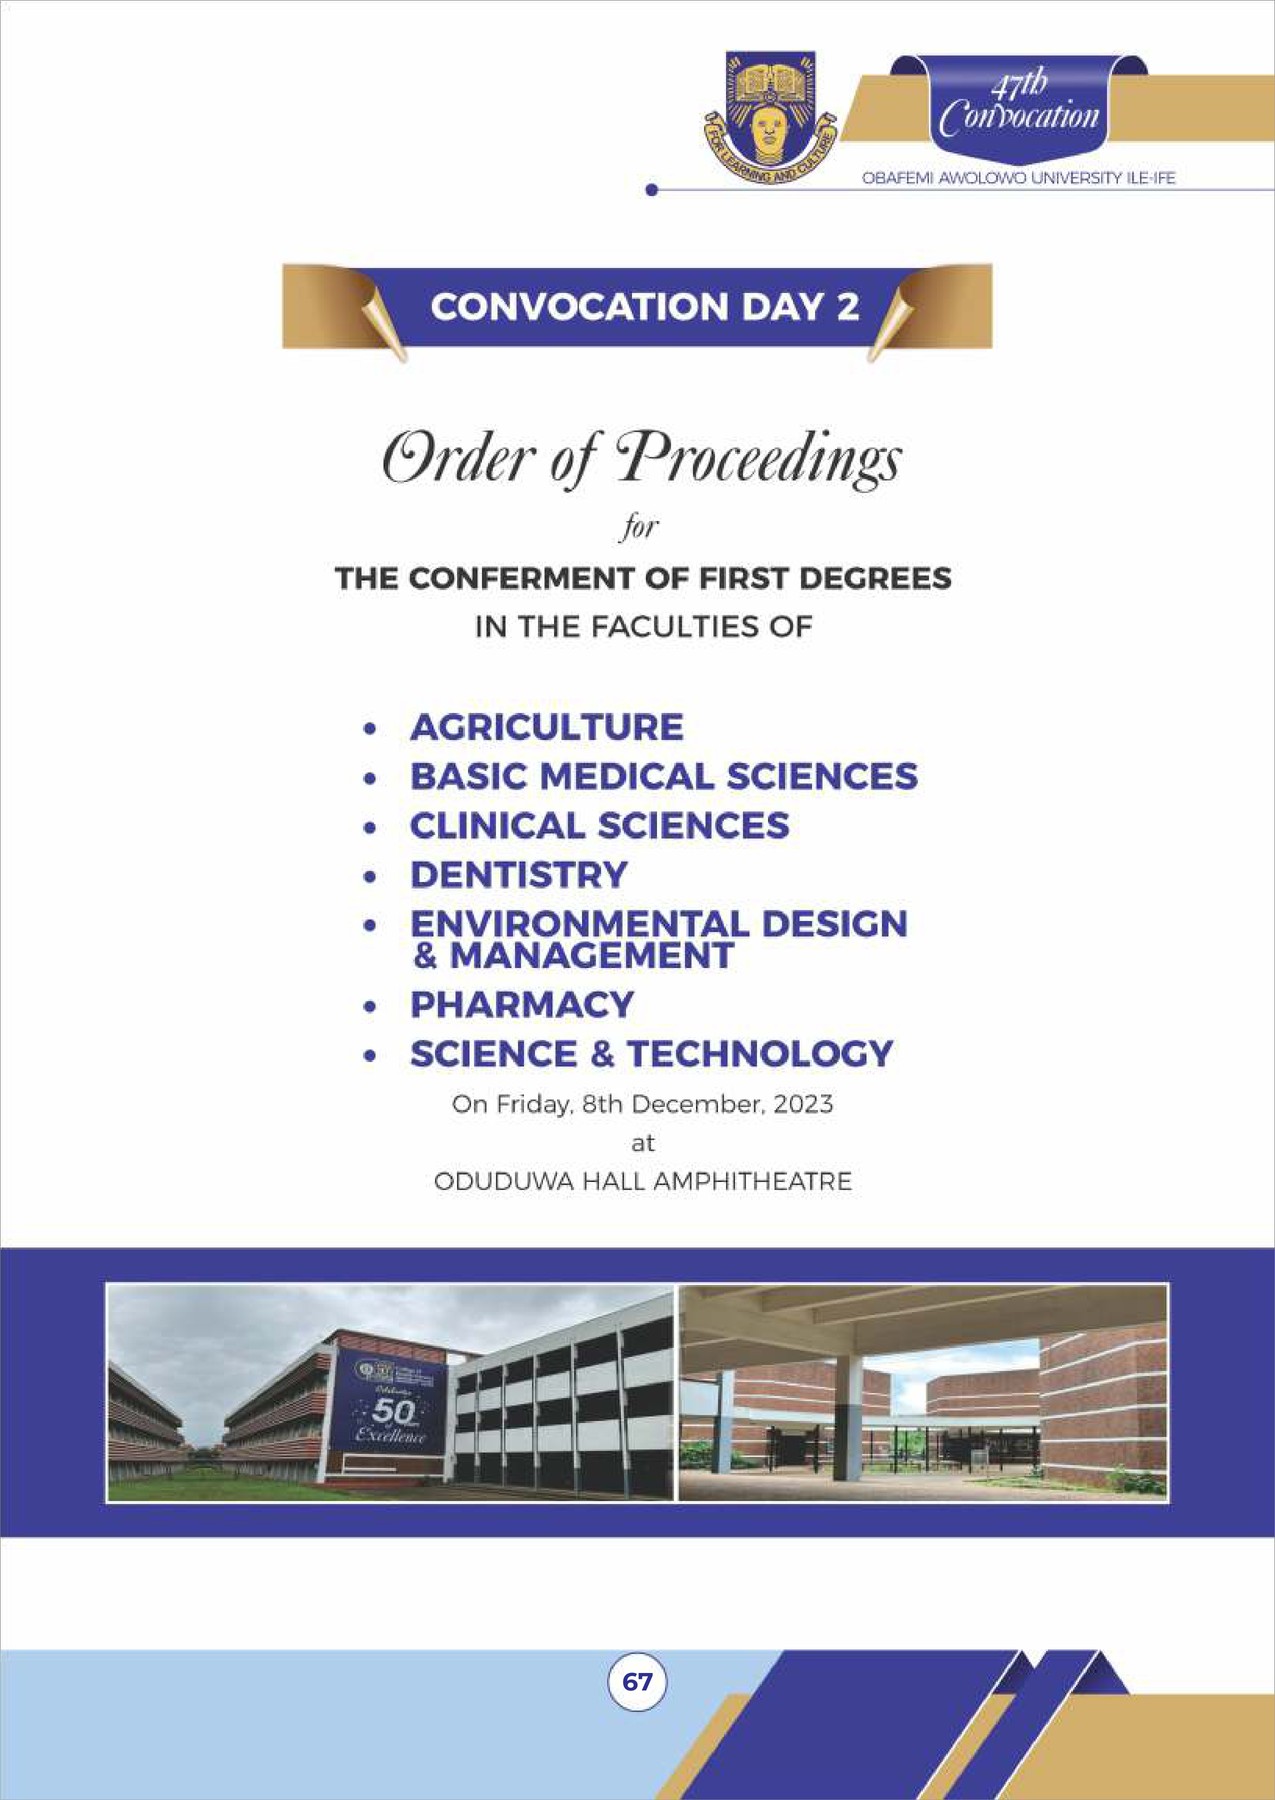 47th
Convocation
FOR LEARNING AND CULTURE
OBAFEMI AWOLOWO UNIVERSITY ILE-IFE
CONVOCATION DAY 2
Order of Proceedings
for
THE CONFERMENT OF FIRST DEGREES
IN THE FACULTIES OF
• AGRICULTURE
• BASIC MEDICAL SCIENCES
• CLINICAL SCIENCES
• DENTISTRY
• ENVIRONMENTAL DESIGN
& MANAGEMENT
• PHARMACY
• SCIENCE & TECHNOLOGY
On Friday, 8th December, 2023
at
ODUDUWA HALL AMPHITHEATRE
50
Excellence
67